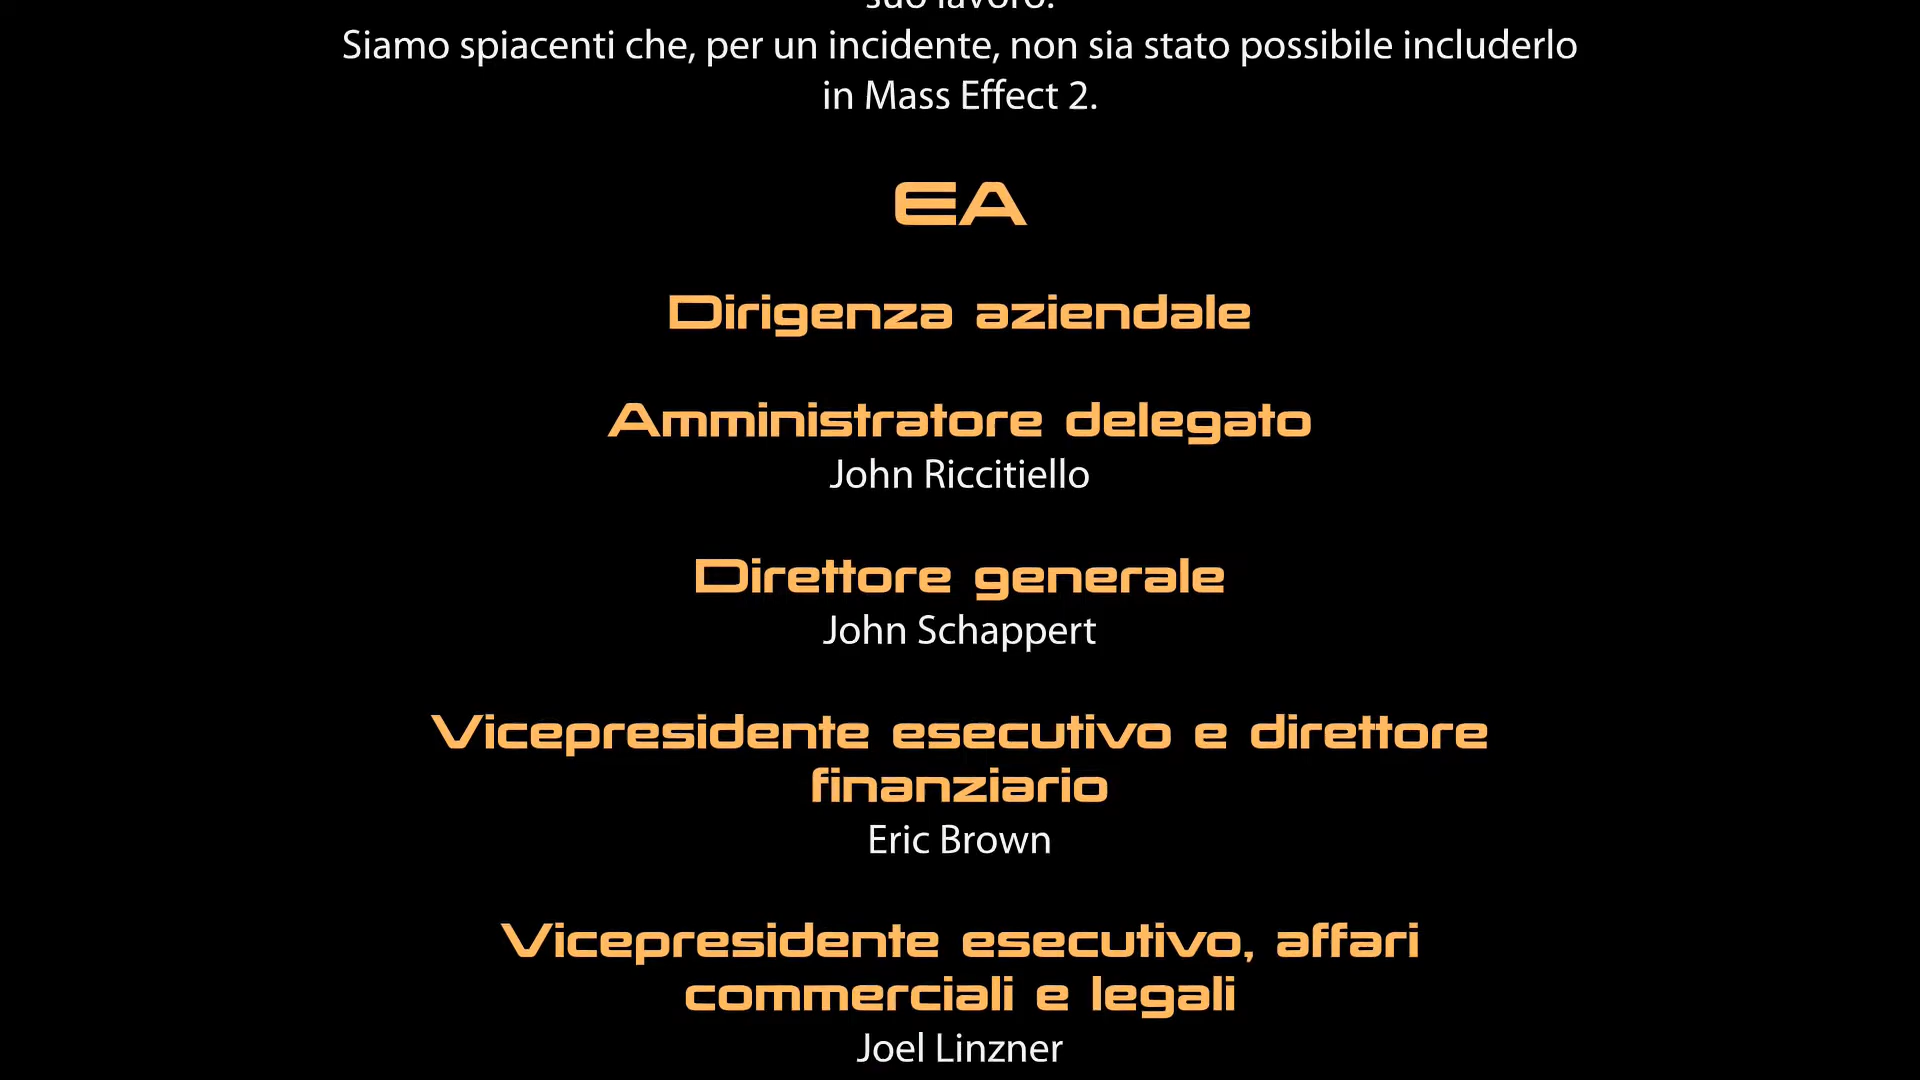 suo lavoro.
Siamo spiacenti che, per un incidente, non sia stato possibile includerlo
in Mass Effect 2.
EA
Dirigenza aziendale
Amministratore delegato
John Riccitiello
Direttore generale
John Schappert
Vicepresidente esecutivo e direttore
finanziario
Eric Brown
Vicepresidente esecutivo, affari
commerciali e legali
Joel Linzner